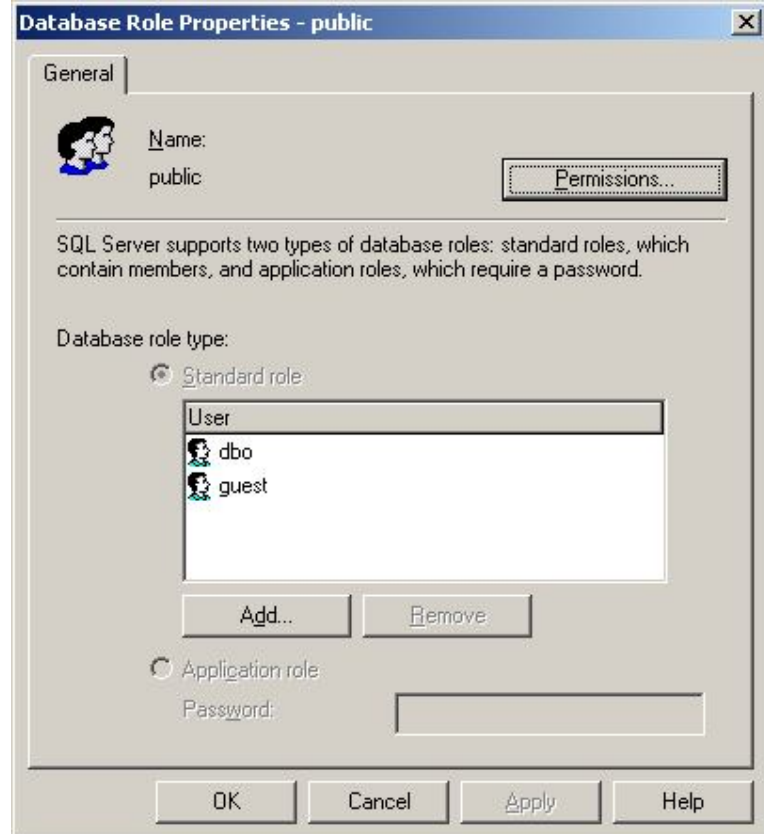 Database Role Properties - public
General
Name:
public
Permissions...
SQL Server supports two types of database roles: standard roles, which
contain members, and application roles, which require a password.
Database role type:
Standard role
User
dbo
guest
Add...
Remove
Application role
Password:
OK
Cancel
Apply
Help